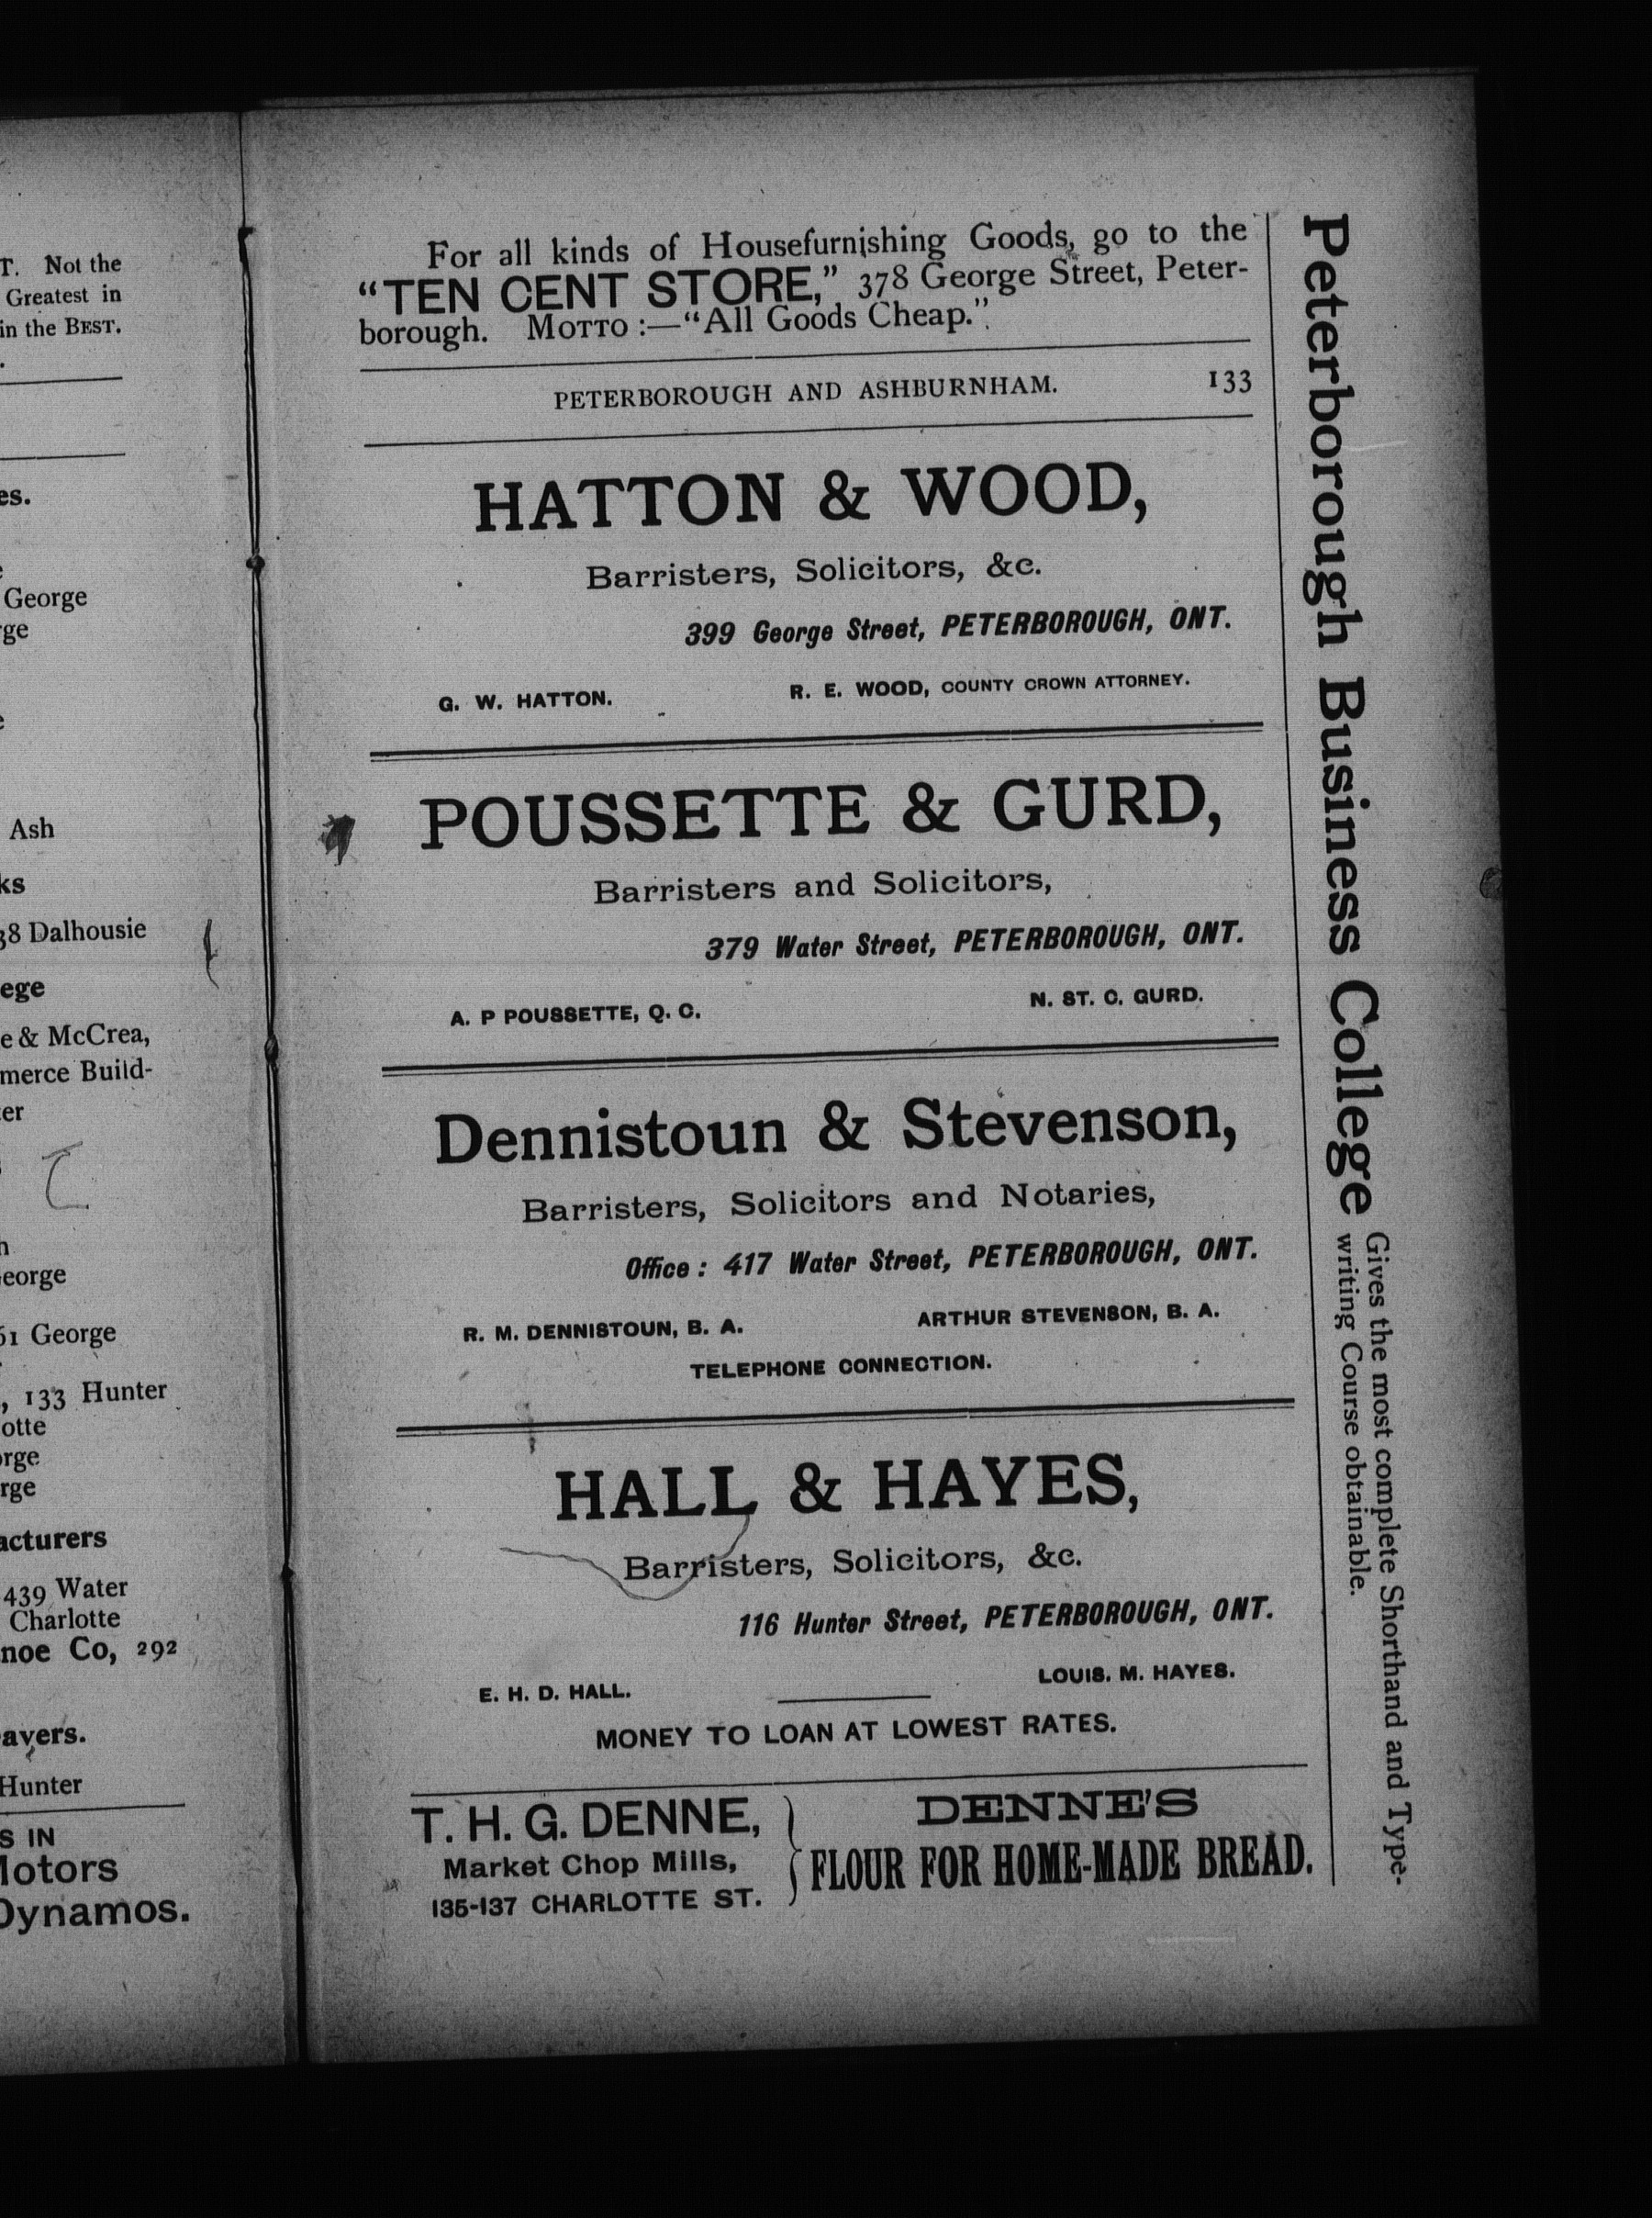 T. Not the
Greatest in
in the BEST.
es.
George
rge
Ash
ks
38 Dalhousie
ege
e & McCrea,
merce Build-
er
eorge
61 George
, 133 Hunter
otte
orge
rge
acturers
439 Water
Charlotte
noe Co, 292
eavers.
Hunter
S IN
Motors
Dynamos.
For all kinds of Housefurnishing Goods, go to the
"TEN CENT STORE," 378 George Street, Peter-
borough. MOTTO :—"All Goods Cheap."
PETERBOROUGH AND ASHBURNHAM. 133
HATTON & WOOD,
Barristers, Solicitors, &c.
399 George Street, PETERBOROUGH, ONT.
G. W. HATTON. R. E. WOOD, COUNTY CROWN ATTORNEY.
POUSSETTE & GURD,
Barristers and Solicitors,
379 Water Street, PETERBOROUGH, ONT.
A. P POUSSETTE, Q. C. N. ST. C. GURD.
Dennistoun & Stevenson,
Barristers, Solicitors and Notaries,
Office : 417 Water Street, PETERBOROUGH, ONT.
R. M. DENNISTOUN, B. A. ARTHUR STEVENSON, B. A.
TELEPHONE CONNECTION.
HALL & HAYES,
Barristers, Solicitors, &c.
116 Hunter Street, PETERBOROUGH, ONT.
E. H. D. HALL. LOUIS. M. HAYES.
MONEY TO LOAN AT LOWEST RATES.
T. H. G. DENNE,
Market Chop Mills,
135-137 CHARLOTTE ST.
DENNE'S
FLOUR FOR HOME-MADE BREAD.
Peterborough Business College
Gives the most complete Shorthand and Type-
writing Course obtainable.